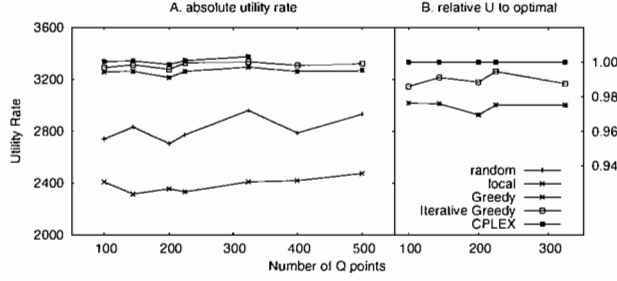 A. absolute utility rate
B. relative U to optimal
3600
3200
2800
2400
2000
Utility Rate
1.00
0.98
0.96
0.94
random
local
Greedy
Iterative Greedy
CPLEX
100 200 300 400 500
100 200 300
Number of Q points